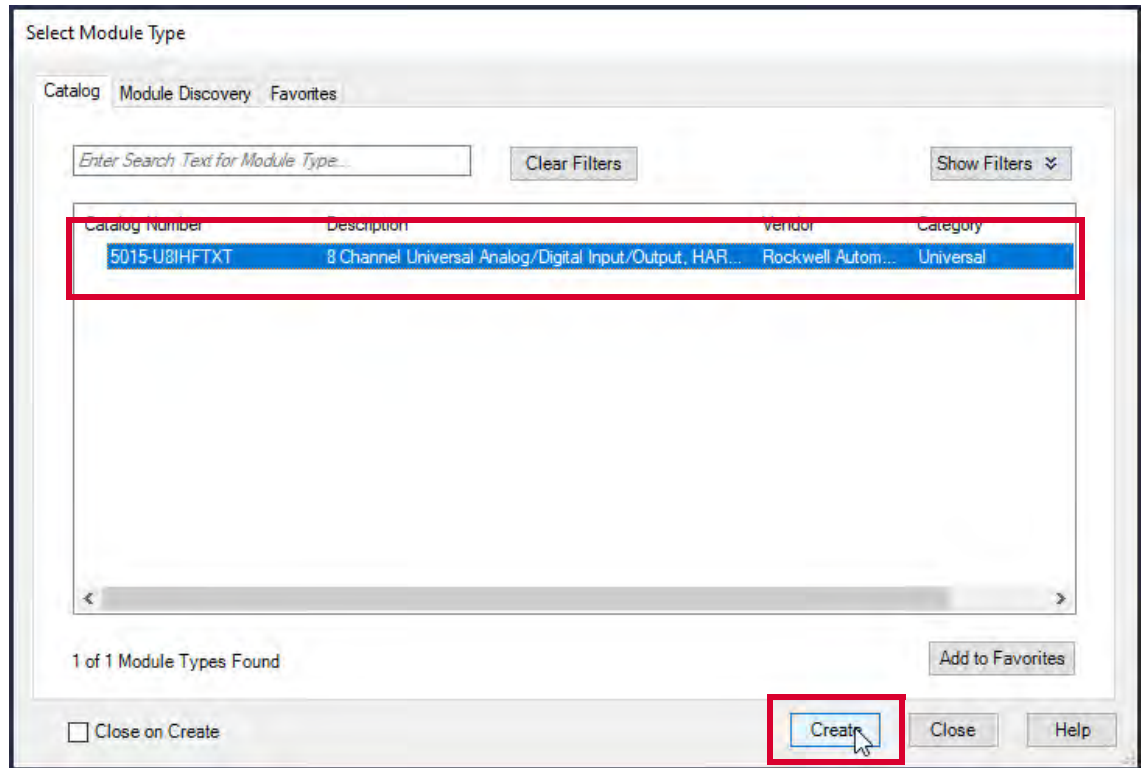 Select Module Type
Catalog Module Discovery Favorites
Enter Search Text for Module Type... Clear Filters Show Filters
Catalog Number Description Vendor Category
5015-U8IHFTXT 8 Channel Universal Analog/Digital Input/Output, HAR... Rockwell Autom... Universal
1 of 1 Module Types Found Add to Favorites
Close on Create Create Close Help